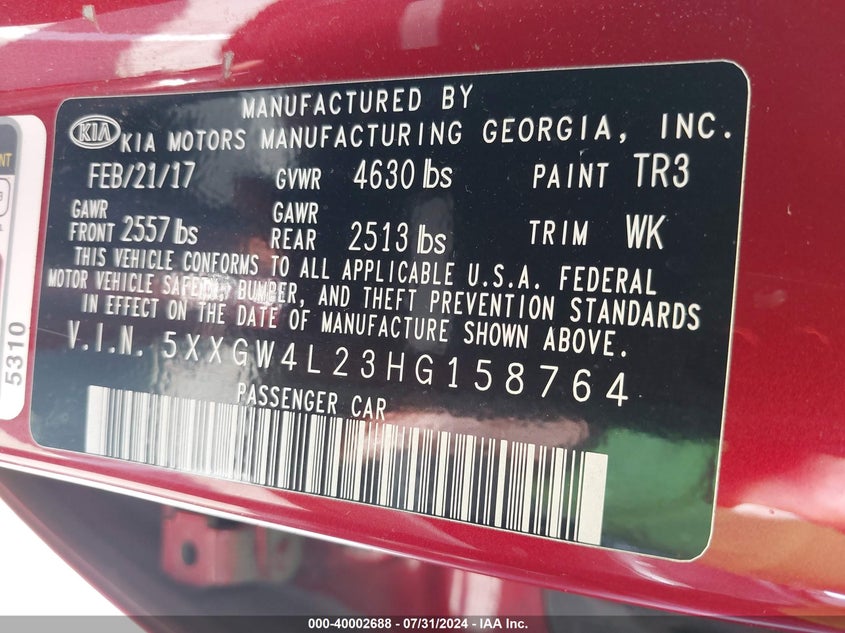 MANUFACTURED BY
KIA KIA MOTORS MANUFACTURING GEORGIA, INC.
FEB/21/17 GVWR 4630 lbs PAINT TR3
GAWR FRONT 2557 lbs GAWR REAR 2513 lbs TRIM WK
THIS VEHICLE CONFORMS TO ALL APPLICABLE U.S.A. FEDERAL
MOTOR VEHICLE SAFETY, BUMPER, AND THEFT PREVENTION STANDARDS
IN EFFECT ON THE DATE OF MANUFACTURE SHOWN ABOVE.
V.I.N. 5XXGW4L23HG158764
PASSENGER CAR
5310
000-40002688 - 07/31/2024 - IAA Inc.